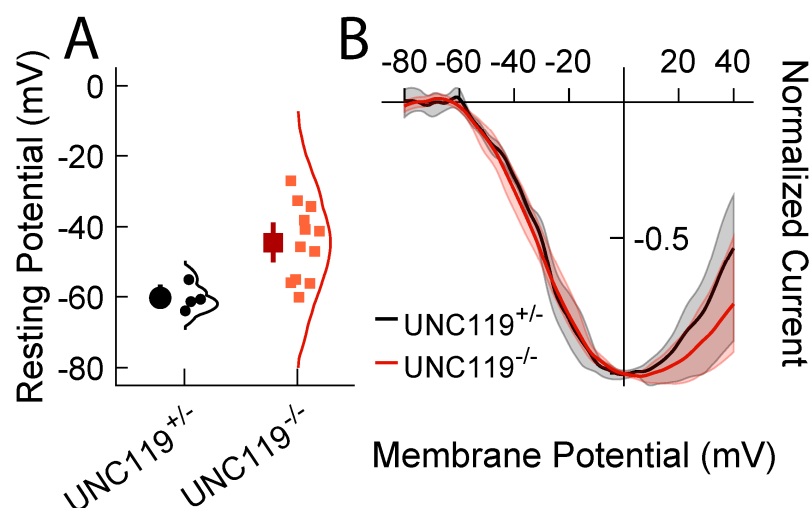 A
Resting Potential (mV)
0
-20
-40
-60
-80
UNC119+/-
UNC119-/-
B
-80 -60 -40 -20 20 40
-0.5
Normalized Current
UNC119+/-
UNC119-/-
Membrane Potential (mV)